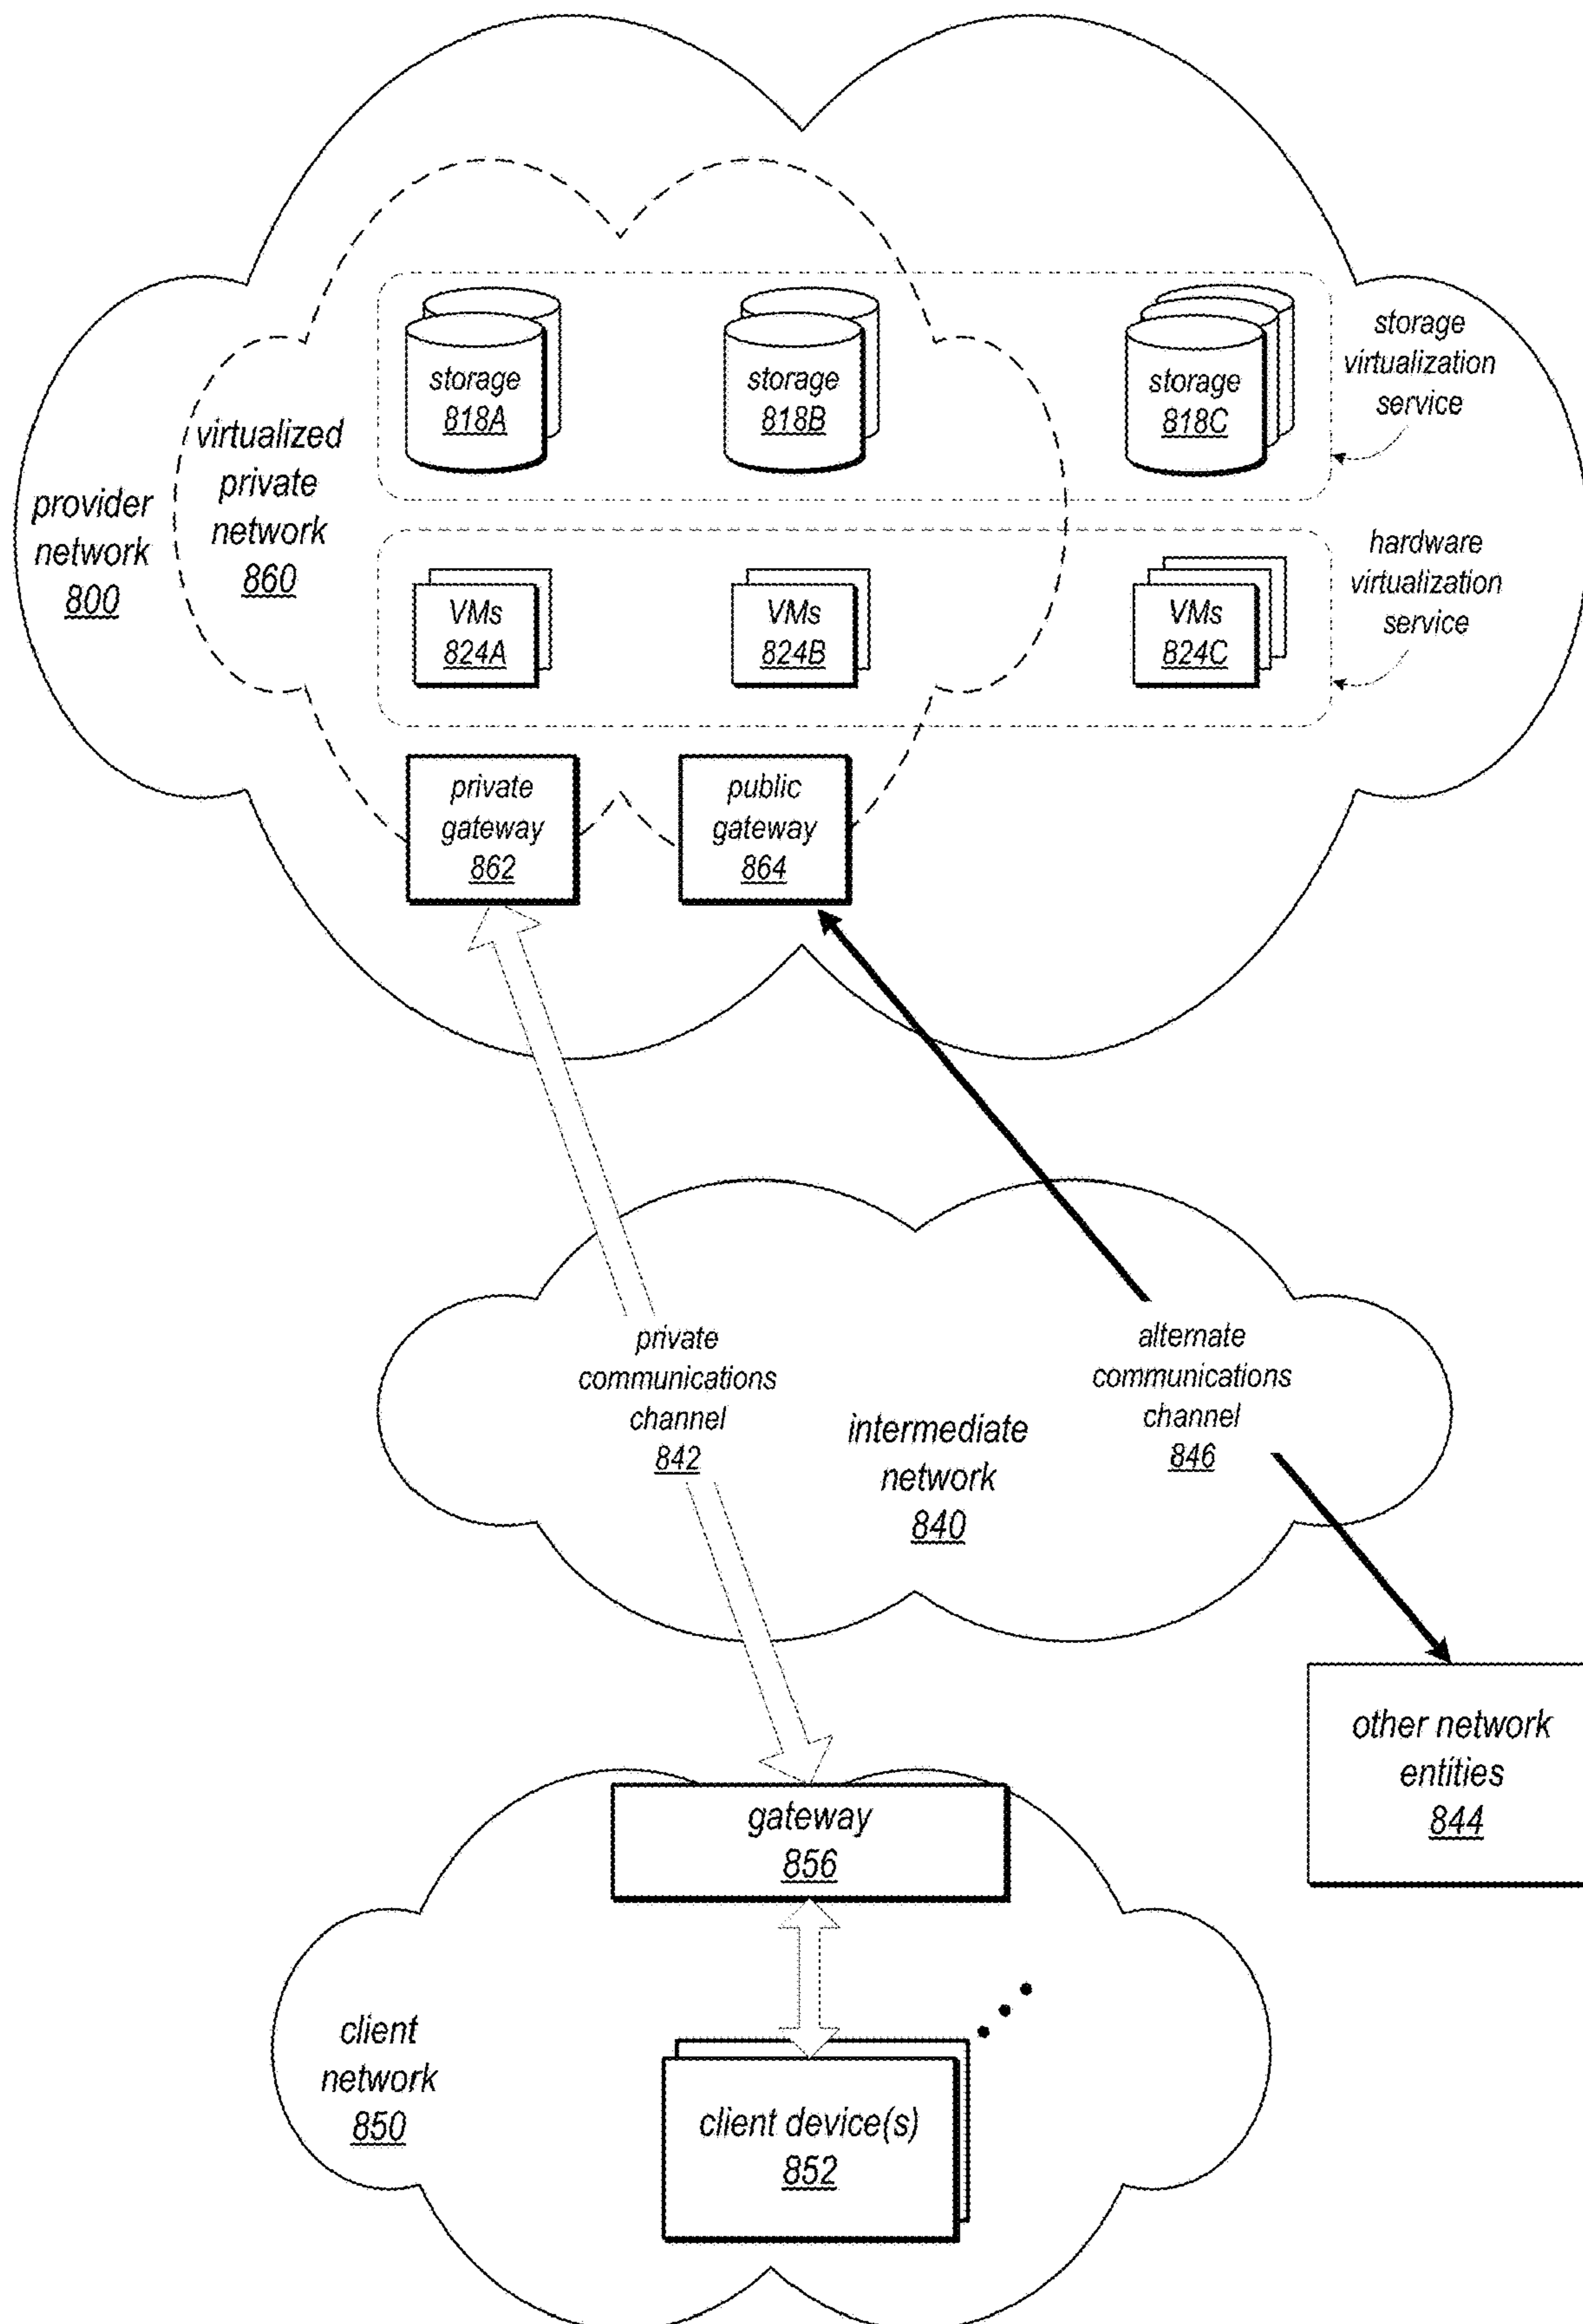 storage
818A
storage
818B
storage
818C
storage
virtualization
service
provider
network
800
virtualized
private
network
860
VMs
824A
VMs
824B
VMs
824C
hardware
virtualization
service
private
gateway
862
public
gateway
864
private
communications
channel
842
alternate
communications
channel
846
intermediate
network
840
other network
entities
844
gateway
856
client
network
850
client device(s)
852